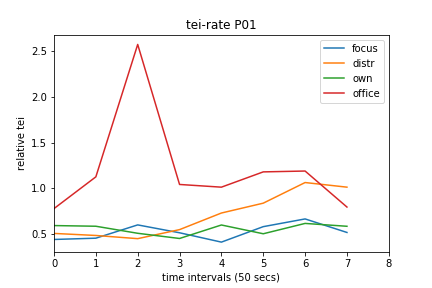 tei-rate P01
focus
distr
own
office
relative tei
2.5
2.0
1.5
1.0
0.5
0 1 2 3 4 5 6 7 8
time intervals (50 secs)